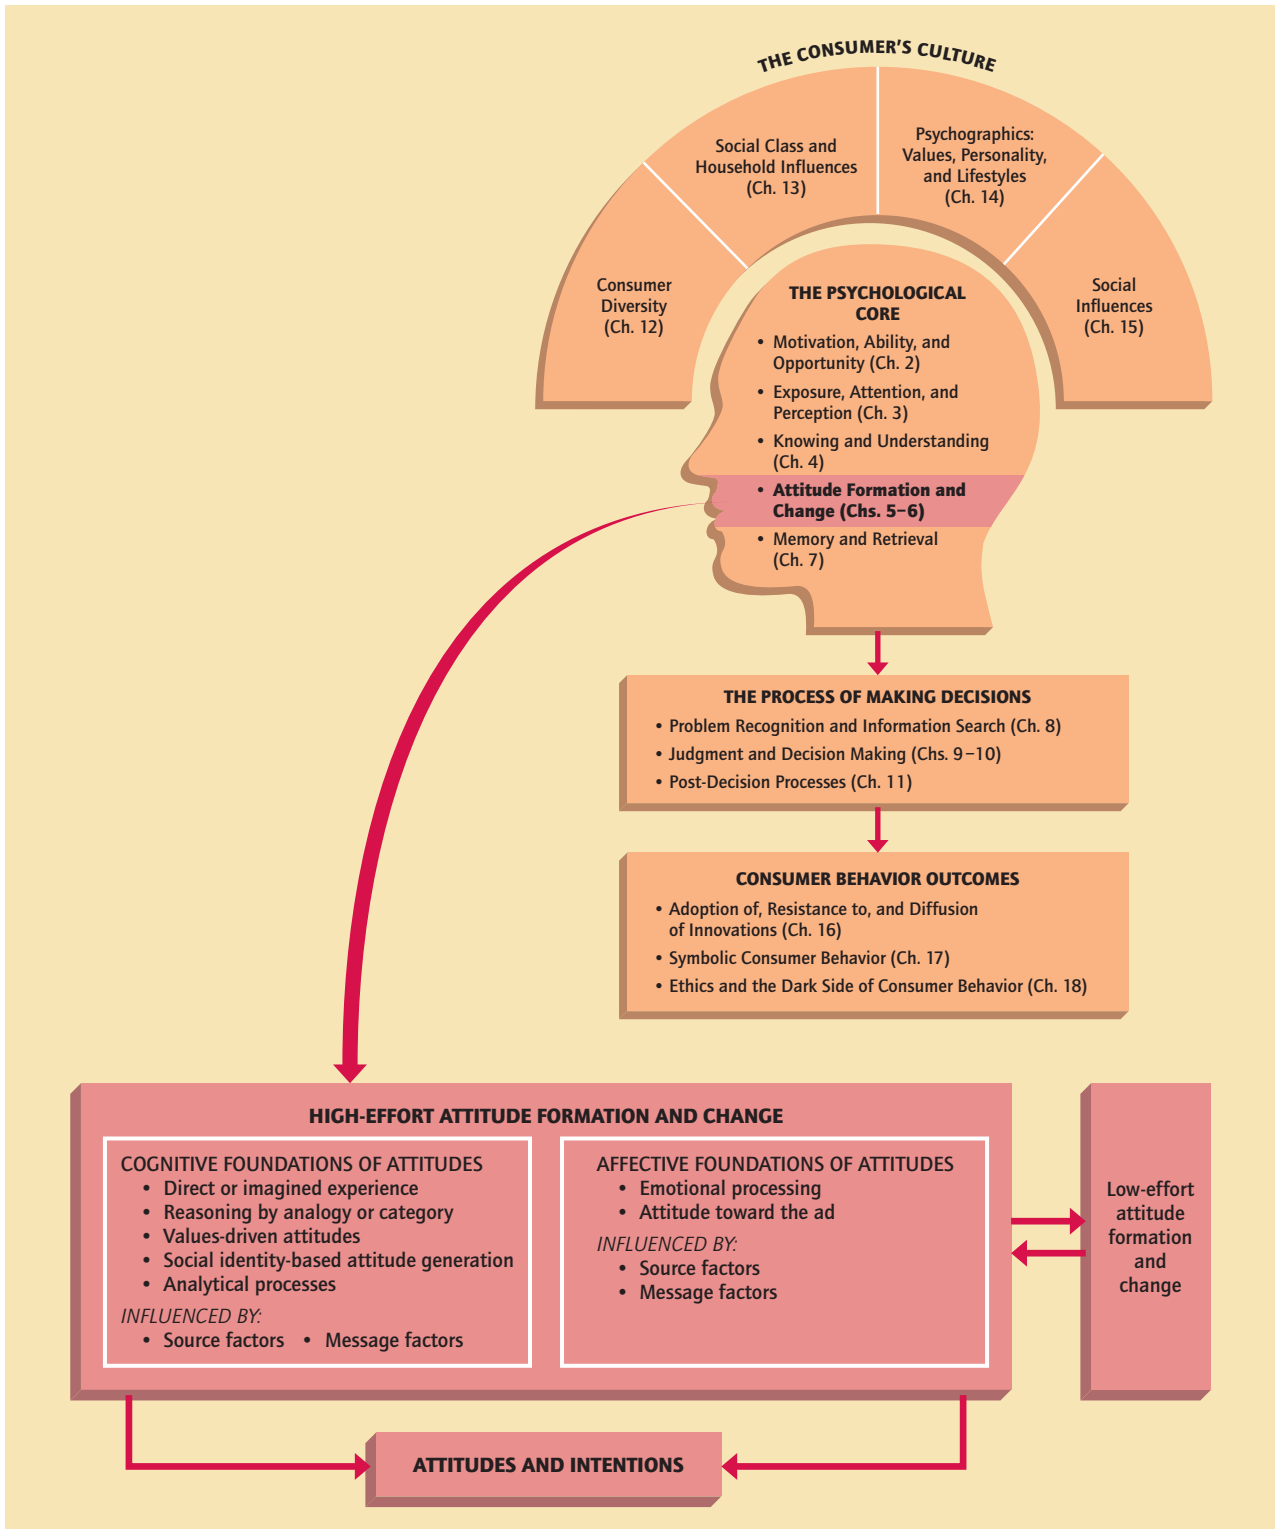 THE CONSUMER'S CULTURE
Social Class and
Household Influences
(Ch. 13)
Psychographics:
Values, Personality,
and Lifestyles
(Ch. 14)
Consumer
Diversity
(Ch. 12)
Social
Influences
(Ch. 15)
THE PSYCHOLOGICAL
CORE
• Motivation, Ability, and
Opportunity (Ch. 2)
• Exposure, Attention, and
Perception (Ch. 3)
• Knowing and Understanding
(Ch. 4)
• Attitude Formation and
Change (Chs. 5–6)
• Memory and Retrieval
(Ch. 7)
THE PROCESS OF MAKING DECISIONS
• Problem Recognition and Information Search (Ch. 8)
• Judgment and Decision Making (Chs. 9–10)
• Post-Decision Processes (Ch. 11)
CONSUMER BEHAVIOR OUTCOMES
• Adoption of, Resistance to, and Diffusion
of Innovations (Ch. 16)
• Symbolic Consumer Behavior (Ch. 17)
• Ethics and the Dark Side of Consumer Behavior (Ch. 18)
HIGH-EFFORT ATTITUDE FORMATION AND CHANGE
COGNITIVE FOUNDATIONS OF ATTITUDES
• Direct or imagined experience
• Reasoning by analogy or category
• Values-driven attitudes
• Social identity-based attitude generation
• Analytical processes
INFLUENCED BY:
• Source factors • Message factors
AFFECTIVE FOUNDATIONS OF ATTITUDES
• Emotional processing
• Attitude toward the ad
INFLUENCED BY:
• Source factors
• Message factors
Low-effort
attitude
formation
and
change
ATTITUDES AND INTENTIONS